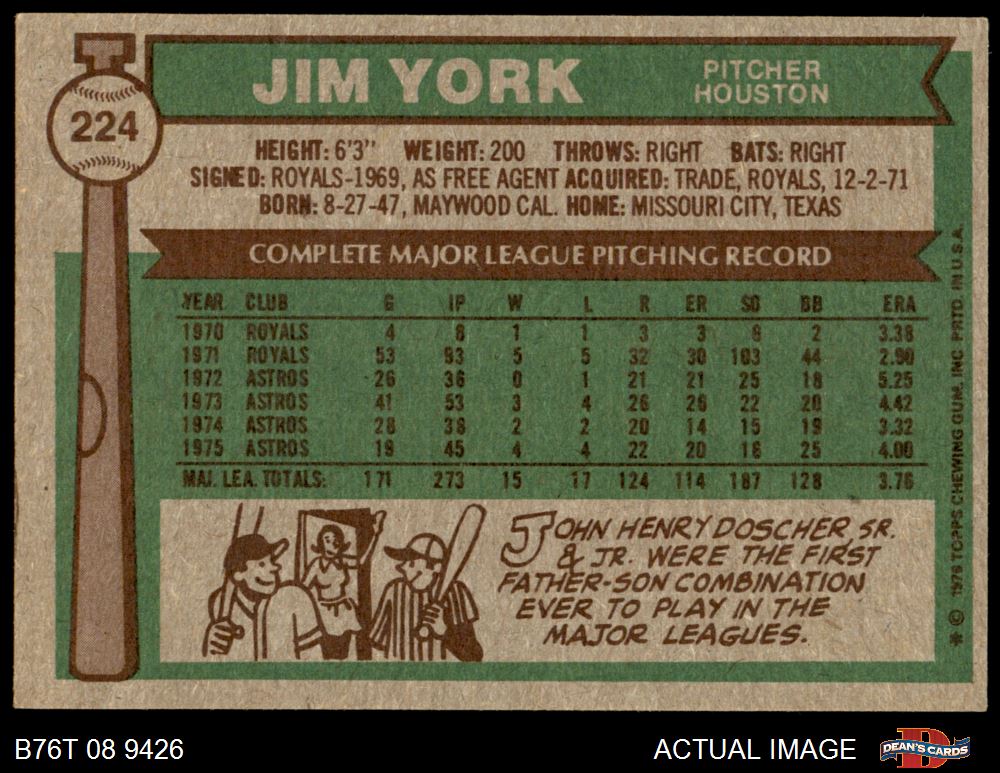 224
JIM YORK
PITCHER
HOUSTON
HEIGHT: 6'3" WEIGHT: 200 THROWS: RIGHT BATS: RIGHT
SIGNED: ROYALS-1969, AS FREE AGENT ACQUIRED: TRADE, ROYALS, 12-2-71
BORN: 8-27-47, MAYWOOD CAL. HOME: MISSOURI CITY, TEXAS
COMPLETE MAJOR LEAGUE PITCHING RECORD
YEAR CLUB G IP W L R ER SO BB ERA
1970 ROYALS 4 8 1 1 3 3 6 2 3.38
1971 ROYALS 53 93 5 5 32 30 103 44 2.90
1972 ASTROS 26 36 0 1 21 21 25 18 5.25
1973 ASTROS 41 53 3 4 26 26 22 20 4.42
1974 ASTROS 28 38 2 2 20 14 15 19 3.32
1975 ASTROS 19 45 4 4 22 20 16 25 4.00
MAJ. LEA. TOTALS: 171 273 15 17 124 114 187 128 3.76
JOHN HENRY DOSCHER, SR.
& JR. WERE THE FIRST
FATHER-SON COMBINATION
EVER TO PLAY IN THE
MAJOR LEAGUES.
* © 1976 TOPPS CHEWING GUM, INC. PRTD. IN U.S.A.
B76T 08 9426
ACTUAL IMAGE
DEAN'S CARDS